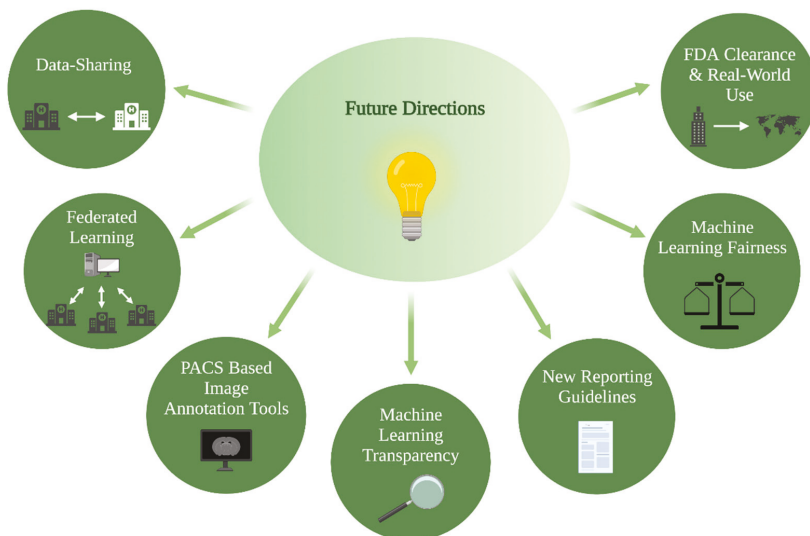 Future Directions
Data-Sharing
Federated
Learning
PACS Based
Image
Annotation Tools
Machine
Learning
Transparency
New Reporting
Guidelines
Machine
Learning Fairness
FDA Clearance
& Real-World
Use